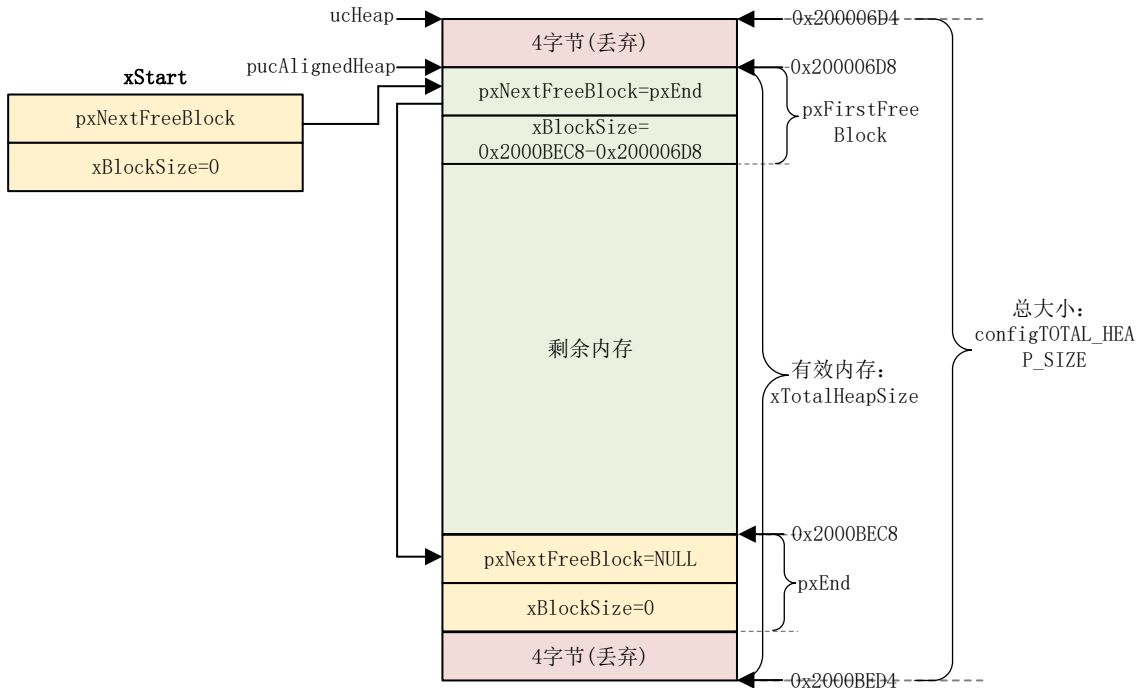 ucHeap
0x200006D4
4字节(丢弃)
pucAlignedHeap
0x200006D8
xStart
pxNextFreeBlock
xBlockSize=0
pxNextFreeBlock=pxEnd
xBlockSize=
0x2000BEC8-0x200006D8
pxFirstFree
Block
剩余内存
有效内存:
xTotalHeapSize
总大小:
configTOTAL_HEA
P_SIZE
0x2000BEC8
pxNextFreeBlock=NULL
xBlockSize=0
pxEnd
4字节(丢弃)
0x2000BED4